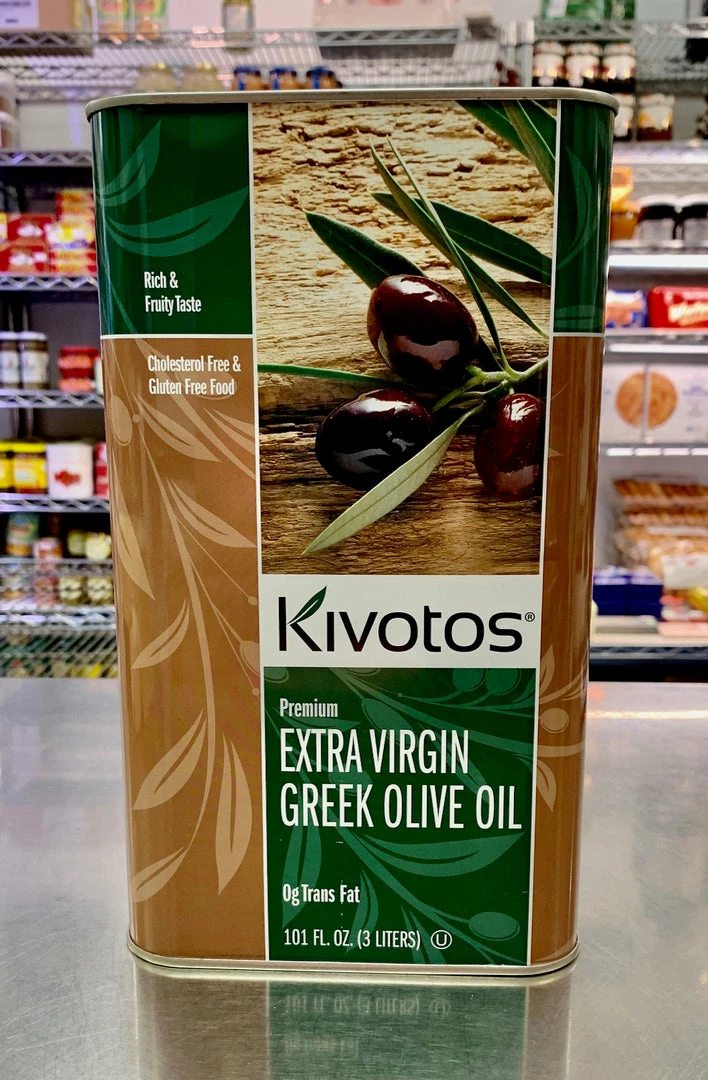 Rich &
Fruity Taste
Cholesterol Free &
Gluten Free Food
Kivotos®
Premium
EXTRA VIRGIN
GREEK OLIVE OIL
0g Trans Fat
101 FL. OZ. (3 LITERS) Ⓤ